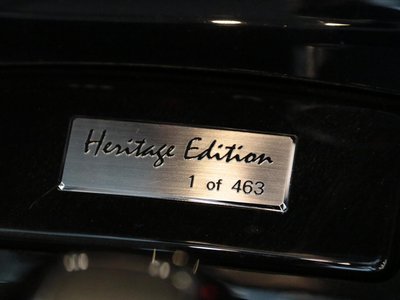 Heritage Edition
1 of 463